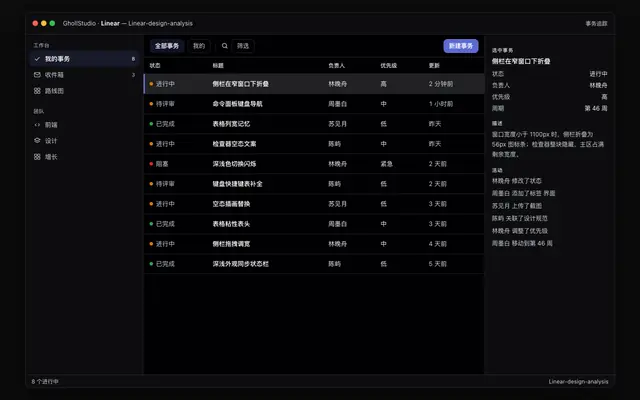 GholiStudio · Linear — Linear-design-analysis
事务追踪
工作台
我的事务 8
收件箱 3
路线图
团队
前端
设计
增长
全部事务 我的 筛选 新建事务
状态 标题 负责人 优先级 更新
进行中 侧栏在窄窗口下折叠 林晚舟 高 2 分钟前
待评审 命令面板键盘导航 周墨白 中 1 小时前
已完成 表格列宽记忆 苏见月 低 昨天
进行中 检查器空态文案 陈屿 中 昨天
阻塞 深浅色切换闪烁 林晚舟 紧急 2 天前
待评审 键盘快捷键表补全 陈屿 低 2 天前
进行中 空态插画替换 苏见月 低 3 天前
已完成 表格粘性表头 周墨白 中 3 天前
进行中 侧栏拖拽调宽 林晚舟 中 4 天前
已完成 深浅外观同步状态栏 陈屿 低 5 天前
选中事务
侧栏在窄窗口下折叠
状态 进行中
负责人 林晚舟
优先级 高
周期 第 46 周
描述
窗口宽度小于 1100px 时，侧栏折叠为
56px 图标条；检查器整块隐藏，主区占满
剩余宽度。
活动
林晚舟 修改了状态
周墨白 添加了标签 界面
苏见月 上传了截图
陈屿 关联了设计规范
林晚舟 调整了优先级
周墨白 移动到第 46 周
8 个进行中
Linear-design-analysis